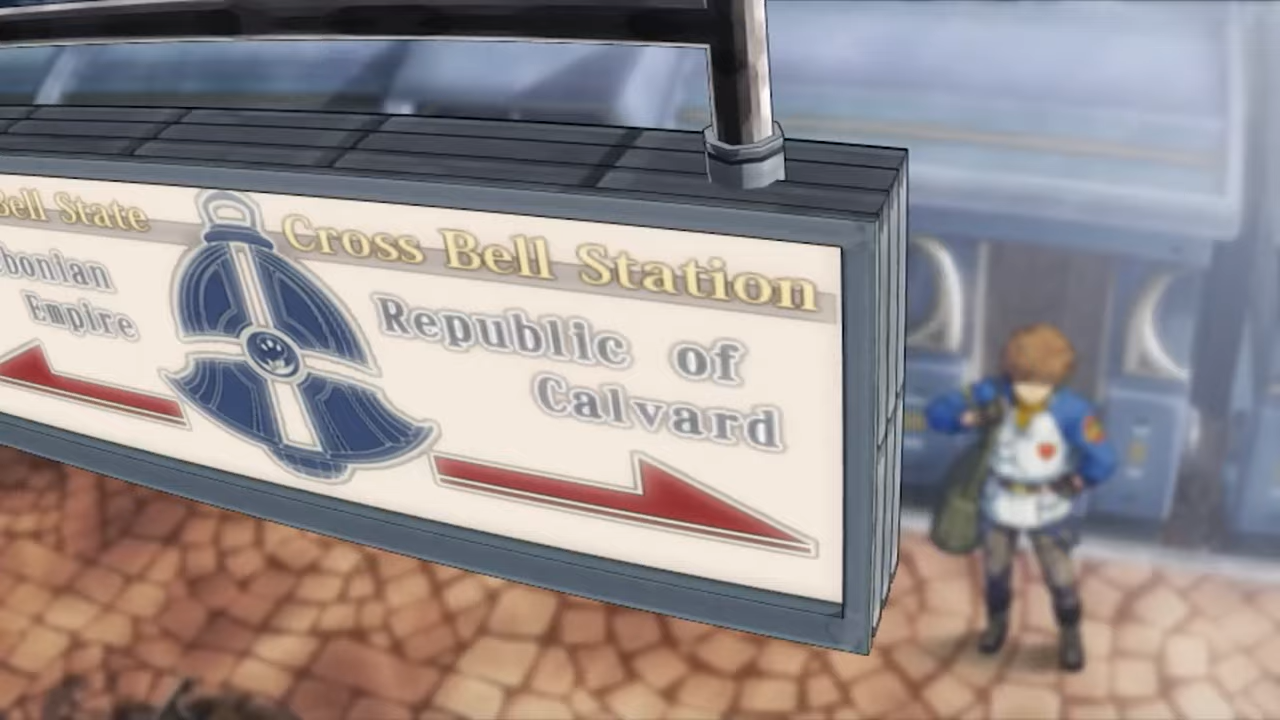 Bell State
bonian
Empire
Cross Bell Station
Republic of
Calvard